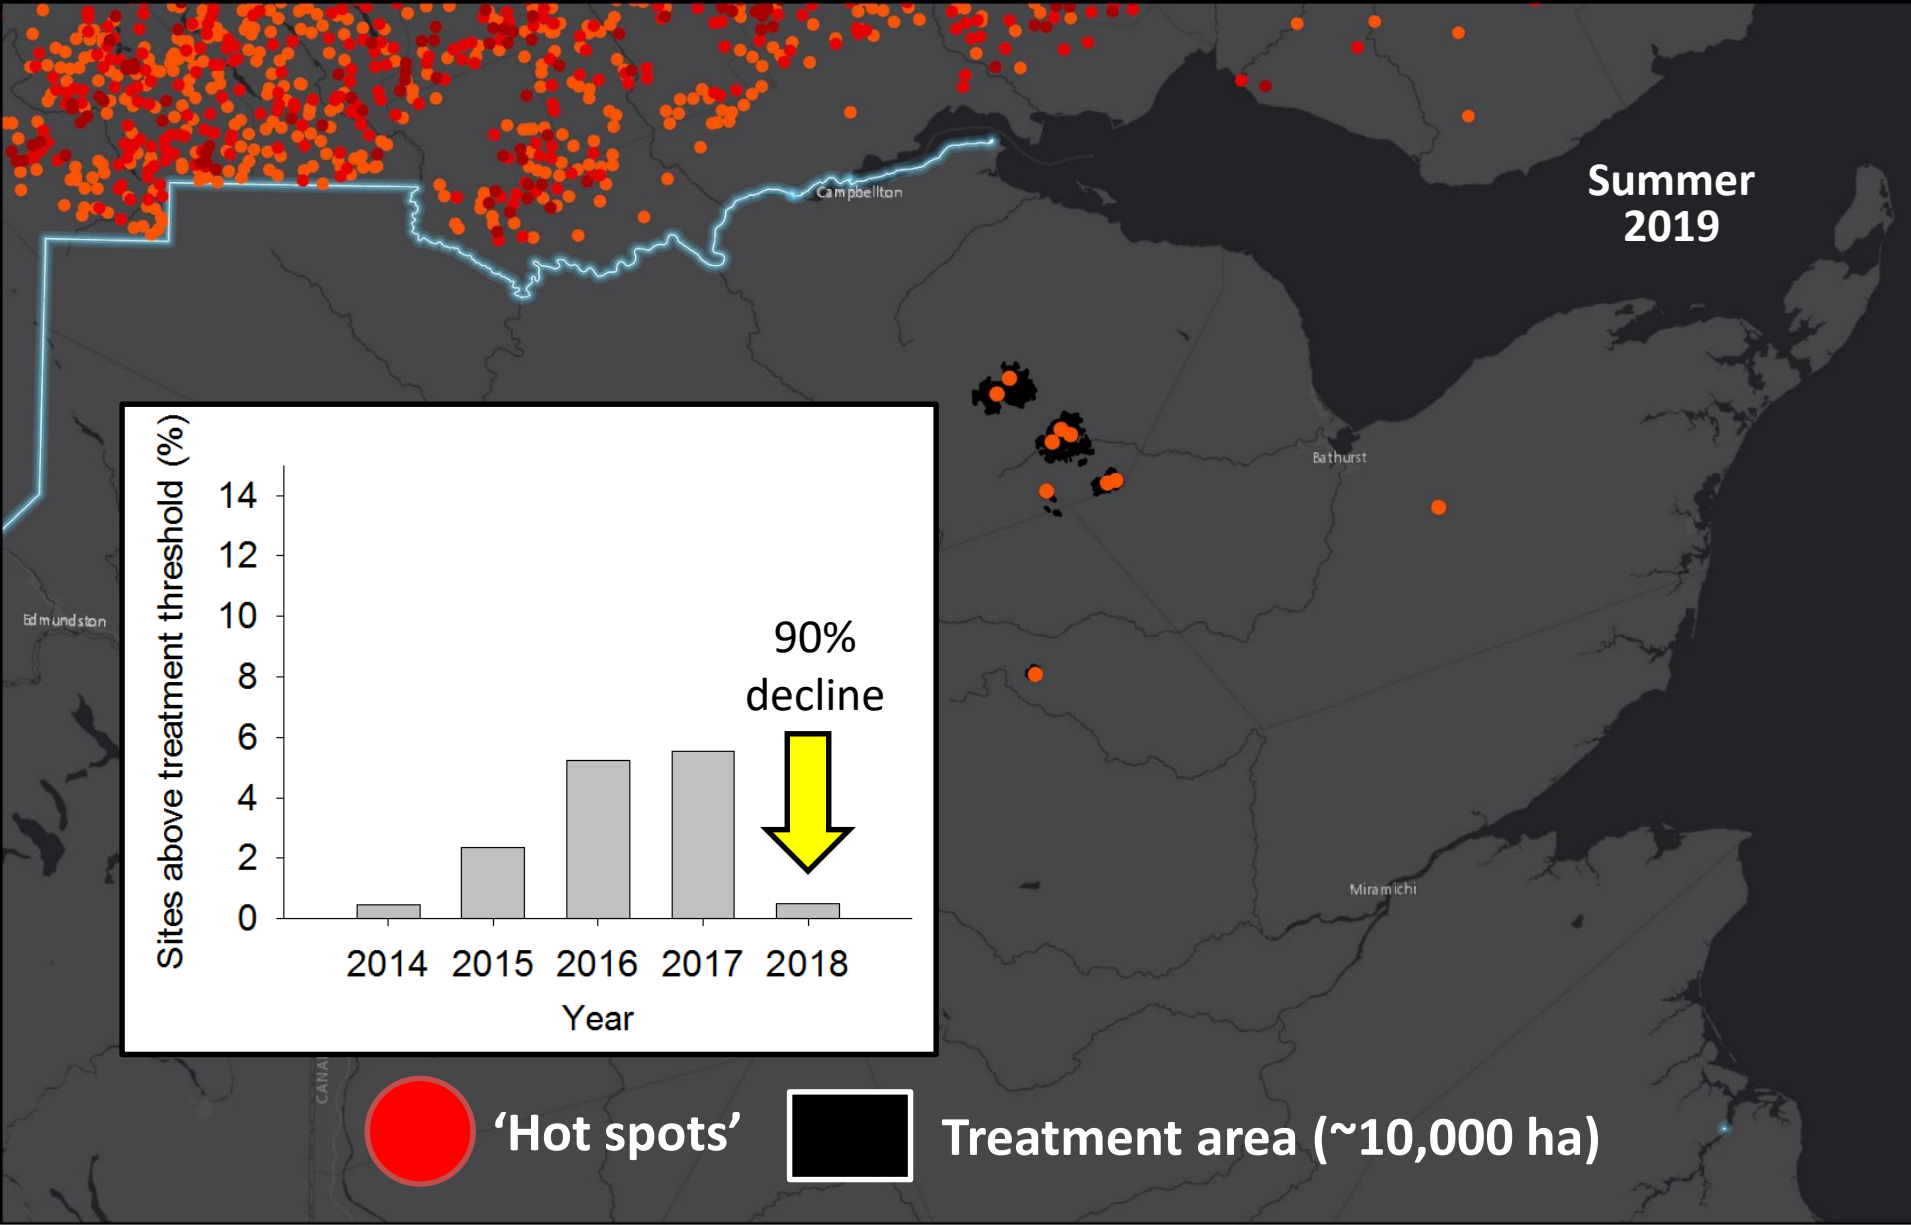 Campbellton
Summer
2019
Bathurst
Edmundston
Miramichi
CANA
Sites above treatment threshold (%)
14
12
10
8
6
4
2
0
90%
decline
2014 2015 2016 2017 2018
Year
‘Hot spots’
Treatment area (~10,000 ha)